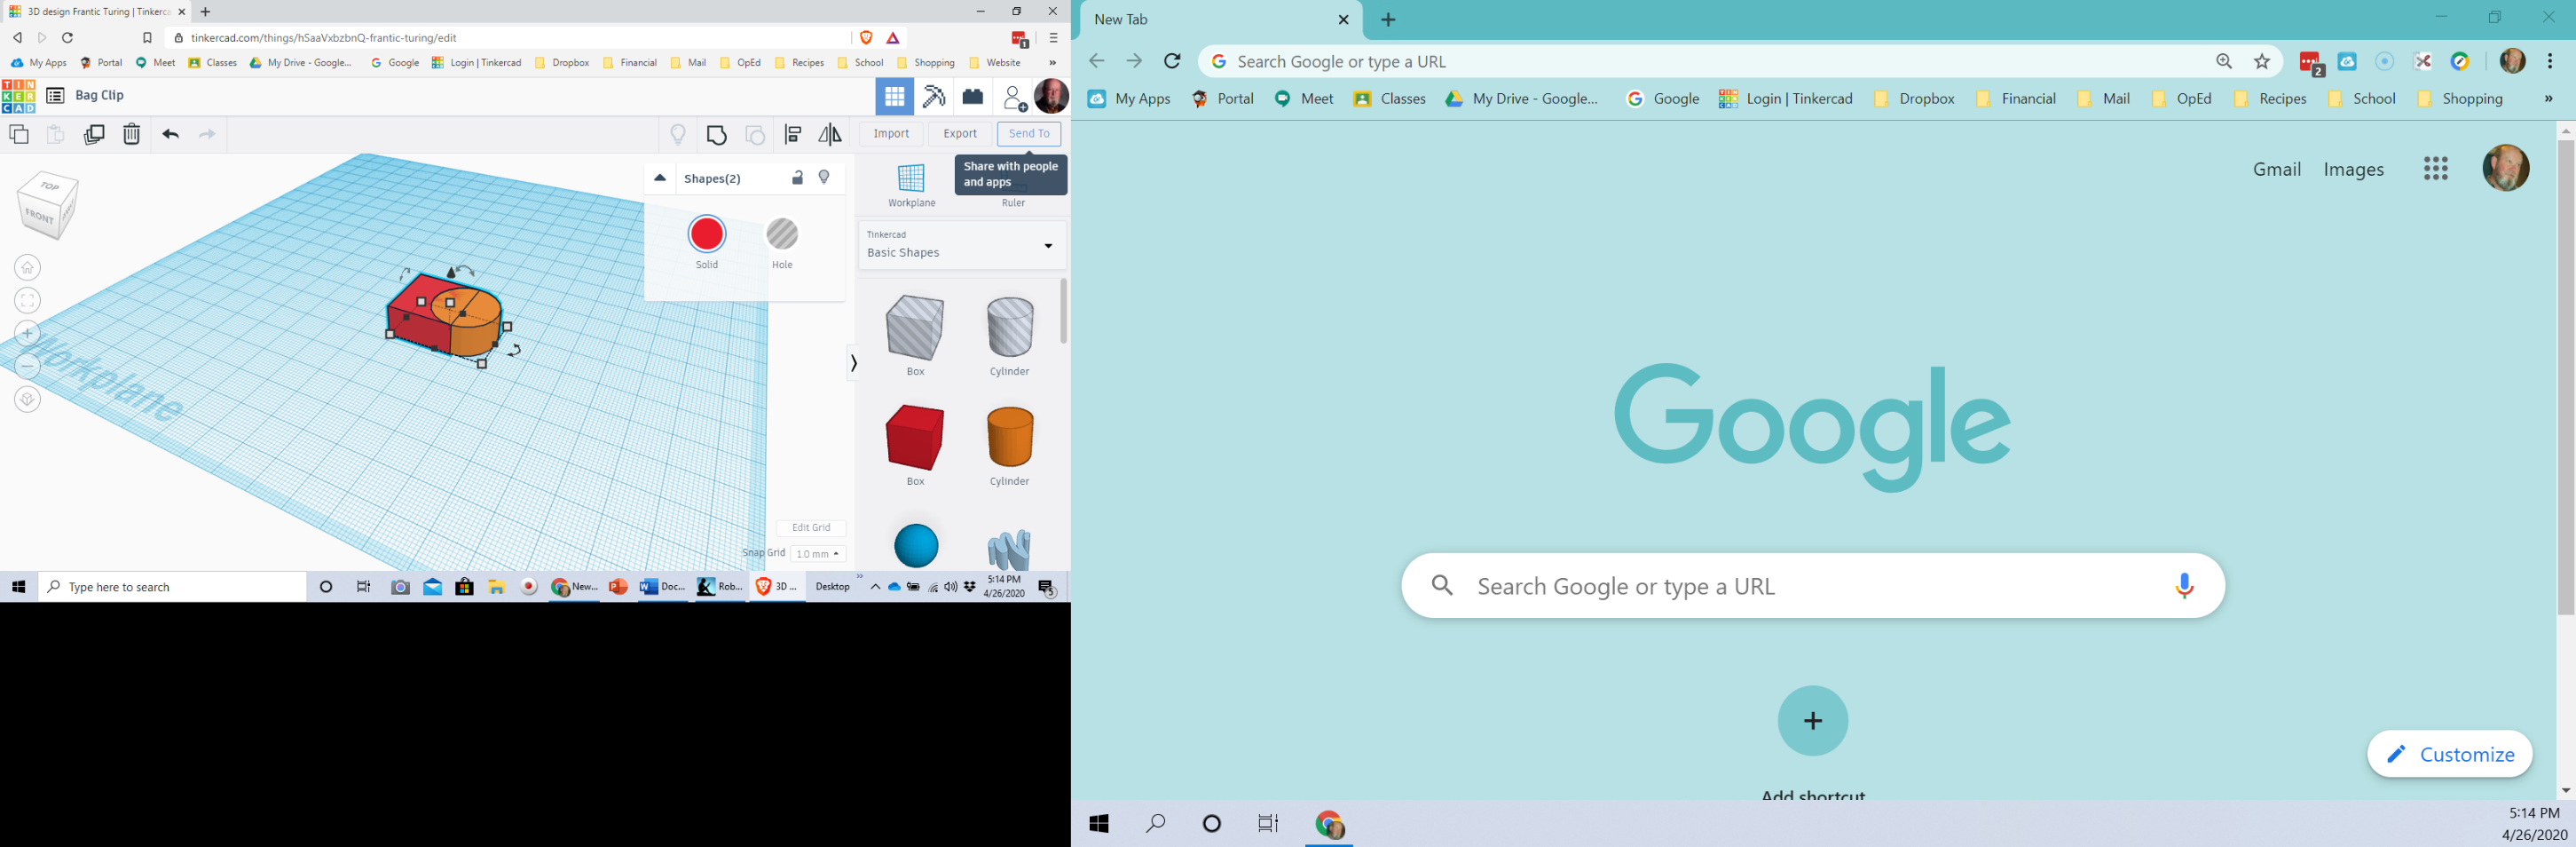 3D design Frantic Turing | Tinkerca
tinkercad.com/things/hSaaVxbzbnQ-frantic-turing/edit
1
My Apps Portal Meet Classes My Drive - Google... Google Login | Tinkercad Dropbox Financial Mail OpEd Recipes School Shopping Website »
TIN
KER
CAD
Bag Clip
Import Export Send To
Share with people
and apps
TOP
FRONT
Shapes(2)
Solid Hole
Workplane Ruler
Tinkercad
Basic Shapes
Box Cylinder
Box Cylinder
Workplane
Edit Grid
Snap Grid 1.0 mm
Type here to search
New... Doc... Rob... 3D ... Desktop »
5:14 PM
4/26/2020
5
New Tab
Search Google or type a URL
2
My Apps Portal Meet Classes My Drive - Google... Google Login | Tinkercad Dropbox Financial Mail OpEd Recipes School Shopping »
Gmail Images
Google
Search Google or type a URL
Customize
Add shortcut
5:14 PM
4/26/2020